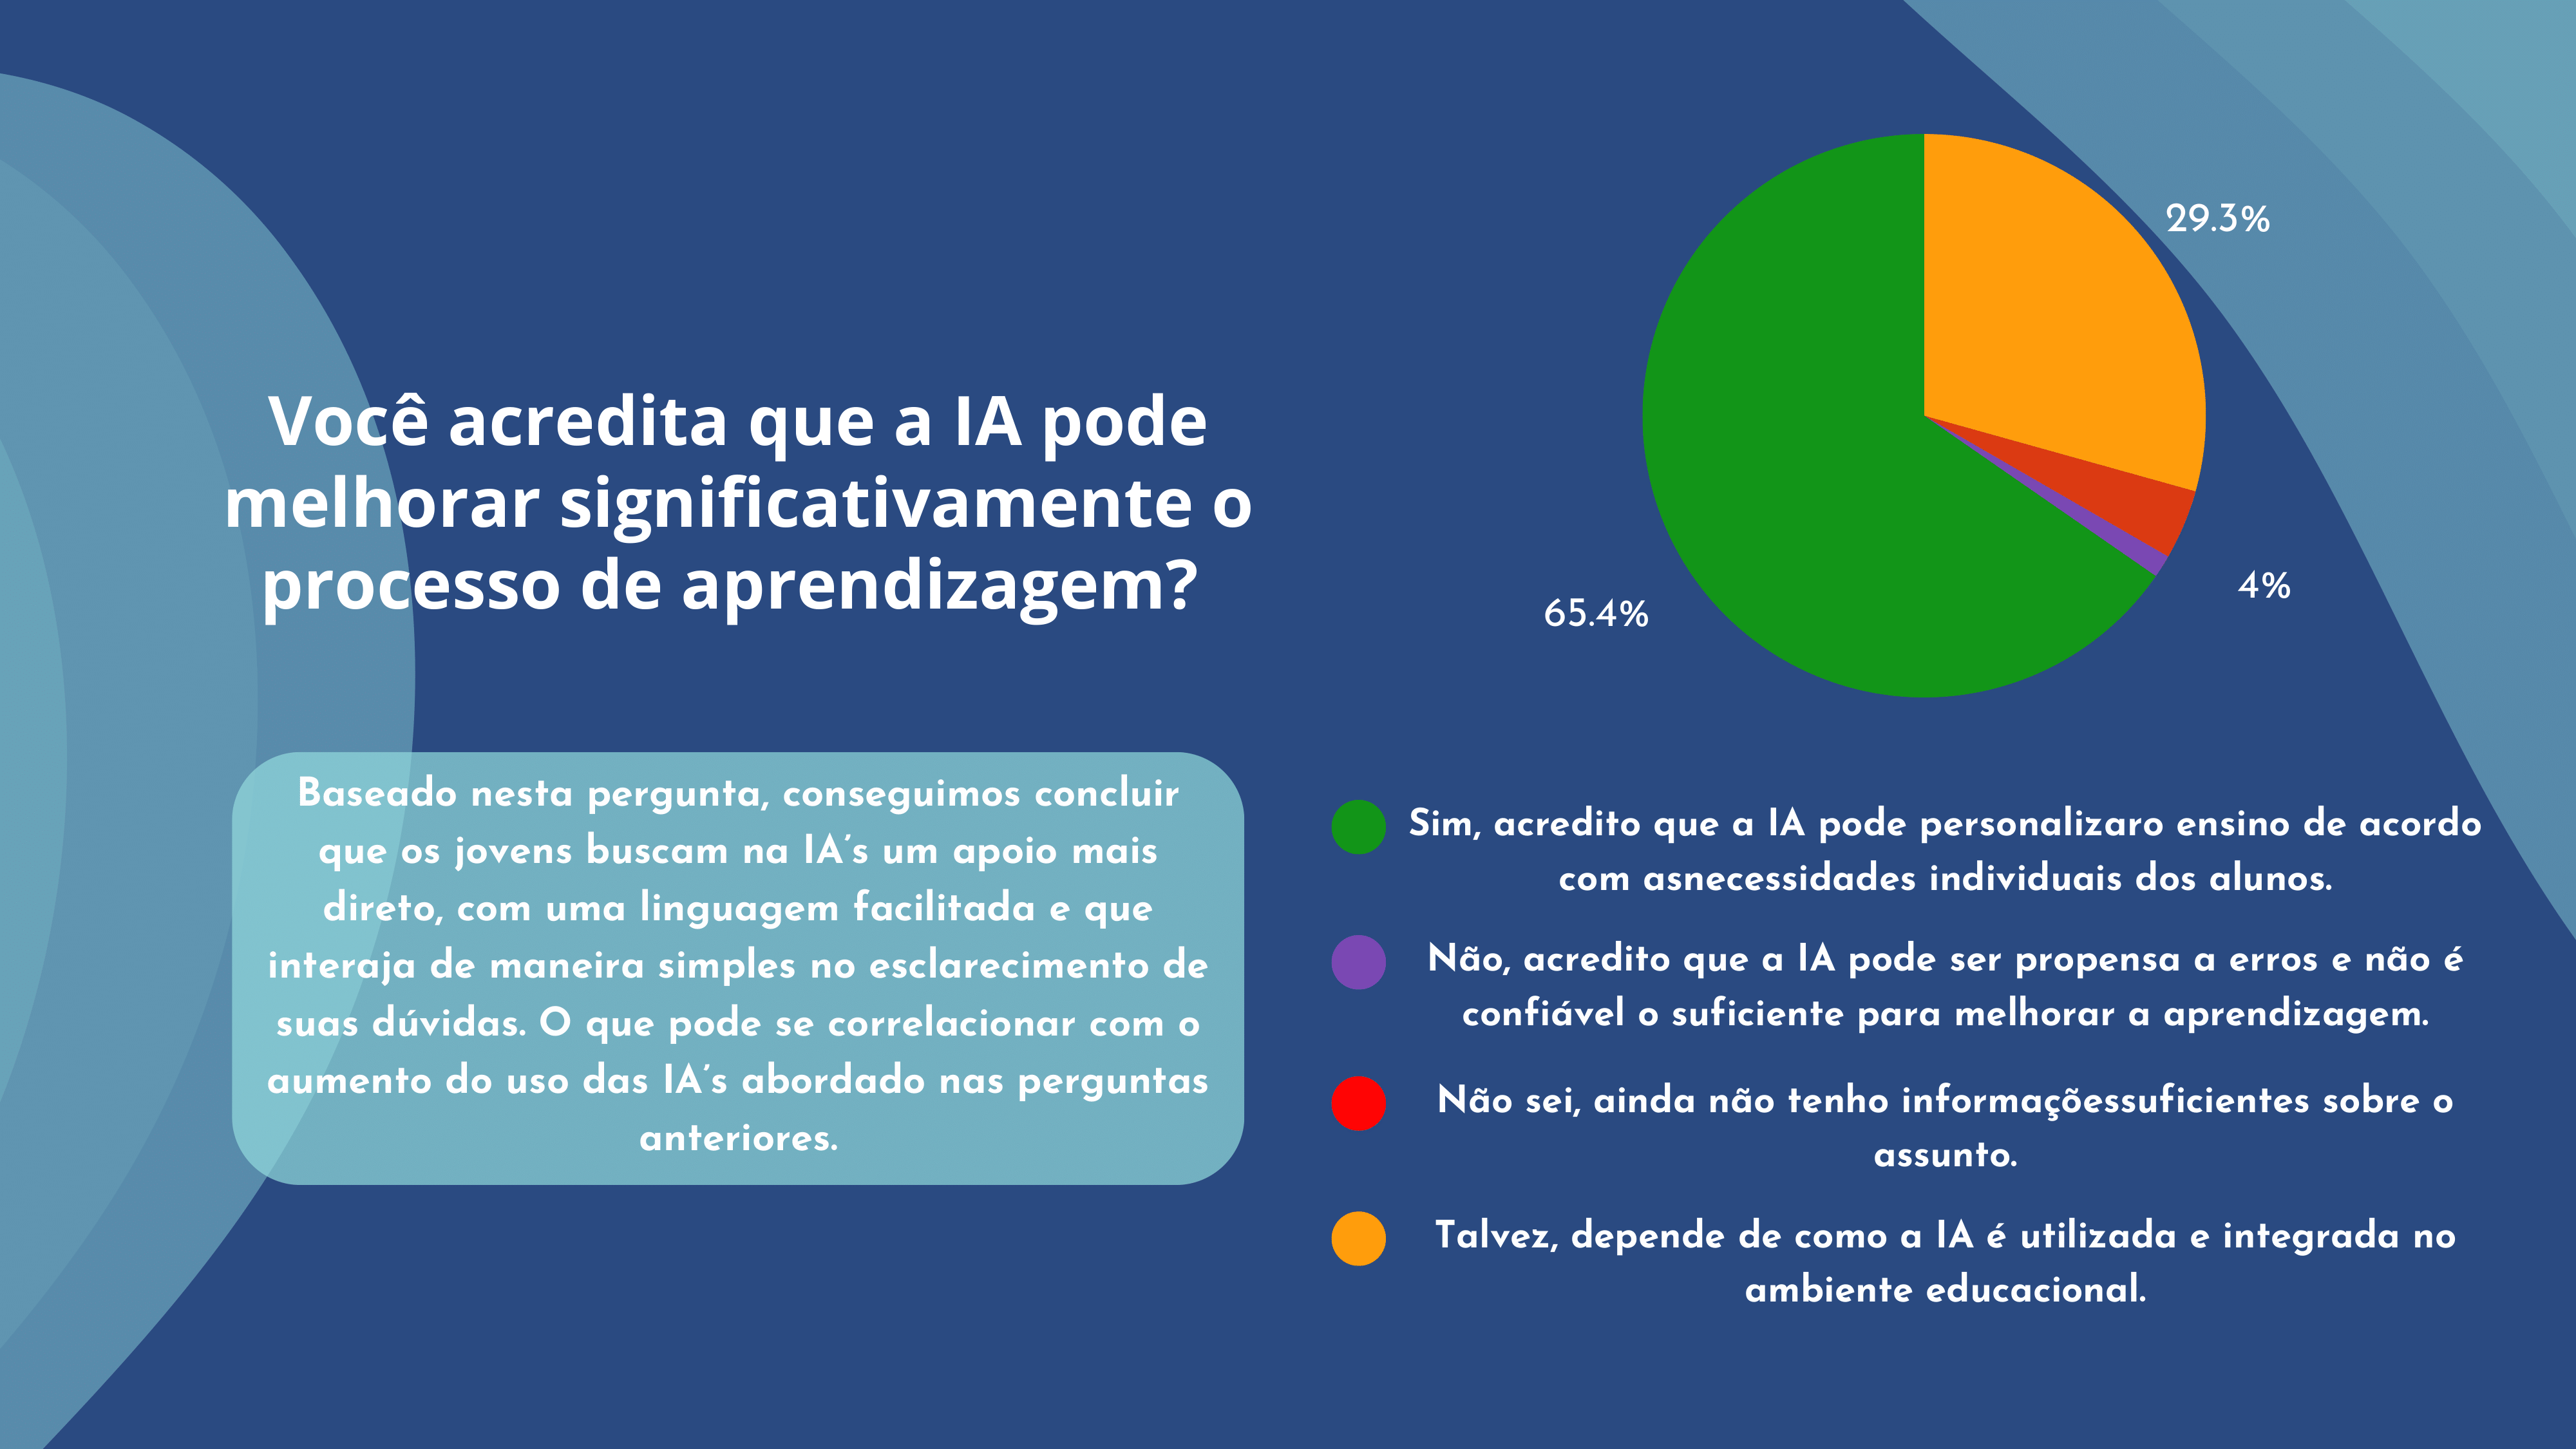 Você acredita que a IA pode
melhorar significativamente o
processo de aprendizagem?
Baseado nesta pergunta, conseguimos concluir
que os jovens buscam na IA’s um apoio mais
direto, com uma linguagem facilitada e que
interaja de maneira simples no esclarecimento de
suas dúvidas. O que pode se correlacionar com o
aumento do uso das IA’s abordado nas perguntas
anteriores.
29.3%
4%
65.4%
Sim, acredito que a IA pode personalizaro ensino de acordo
com asnecessidades individuais dos alunos.
Não, acredito que a IA pode ser propensa a erros e não é
confiável o suficiente para melhorar a aprendizagem.
Não sei, ainda não tenho informaçõessuficientes sobre o
assunto.
Talvez, depende de como a IA é utilizada e integrada no
ambiente educacional.